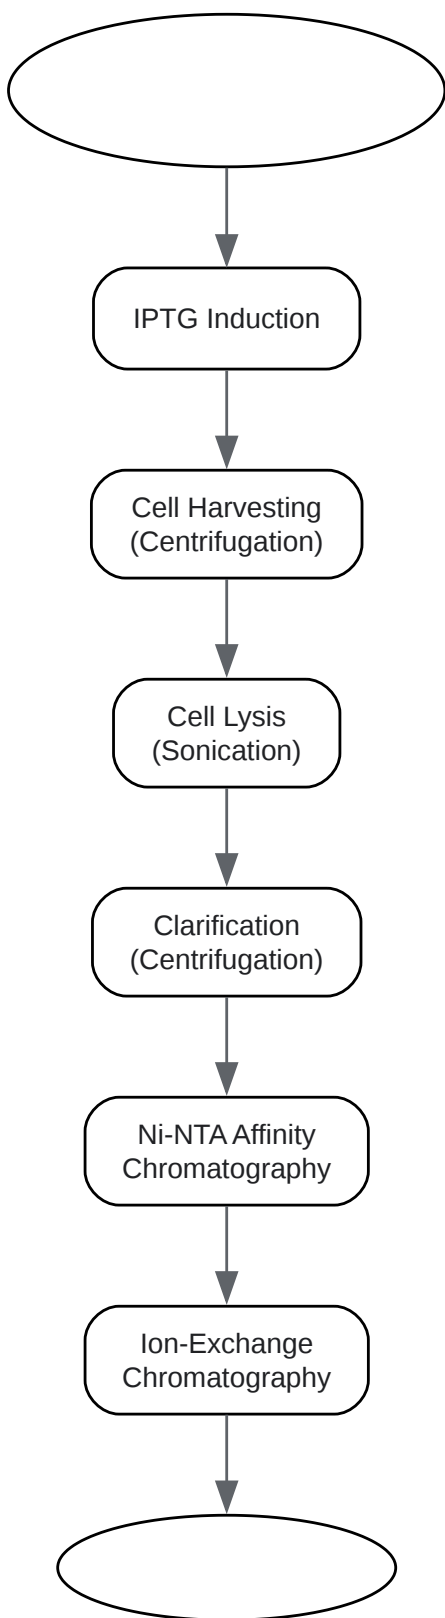 IPTG Induction
Cell Harvesting
(Centrifugation)
Cell Lysis
(Sonication)
Clarification
(Centrifugation)
Ni-NTA Affinity
Chromatography
Ion-Exchange
Chromatography